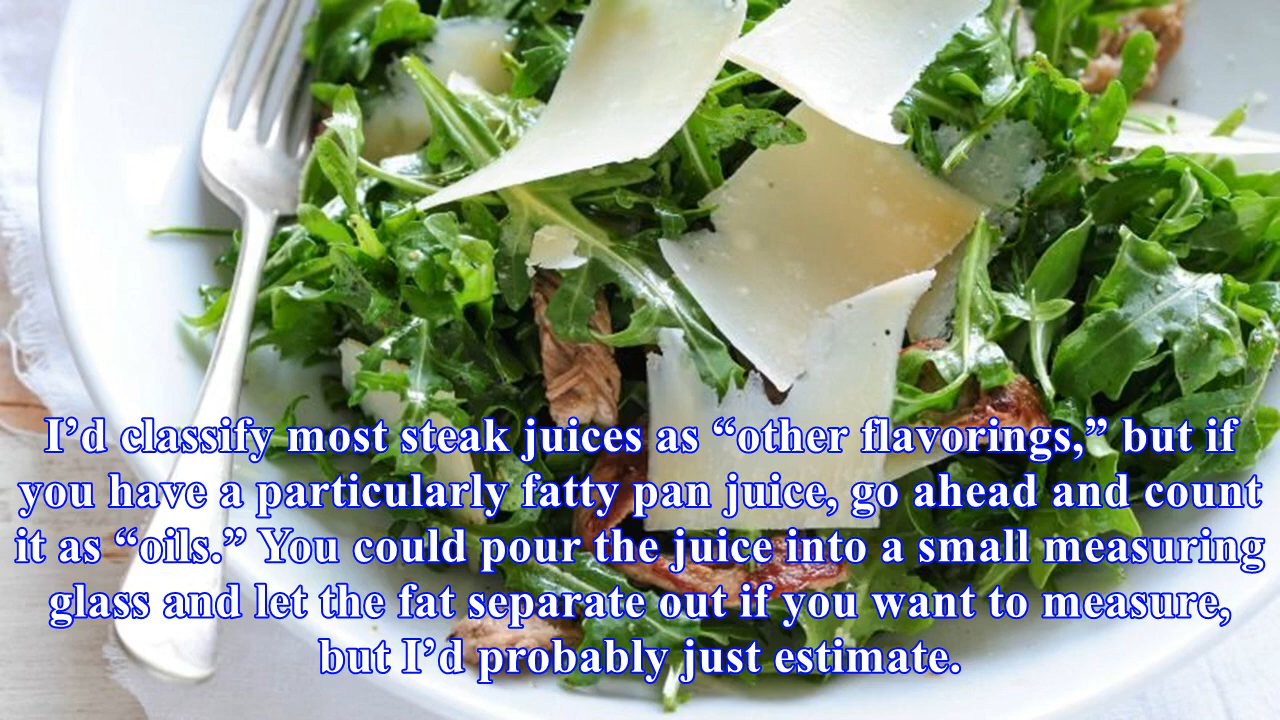 I’d classify most steak juices as “other flavorings,” but if
you have a particularly fatty pan juice, go ahead and count
it as “oils.” You could pour the juice into a small measuring
glass and let the fat separate out if you want to measure,
but I’d probably just estimate.